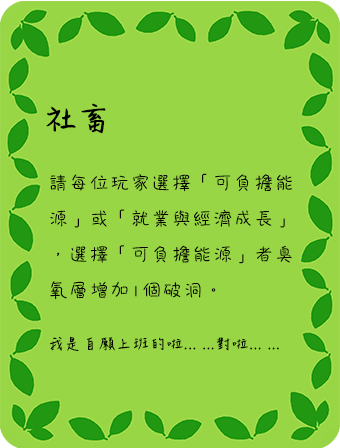 社畜
請每位玩家選擇「可負擔能
源」或「就業與經濟成長」
，選擇「可負擔能源」者臭
氧層增加1個破洞。
我是自願上班的啦... ...對啦... ...